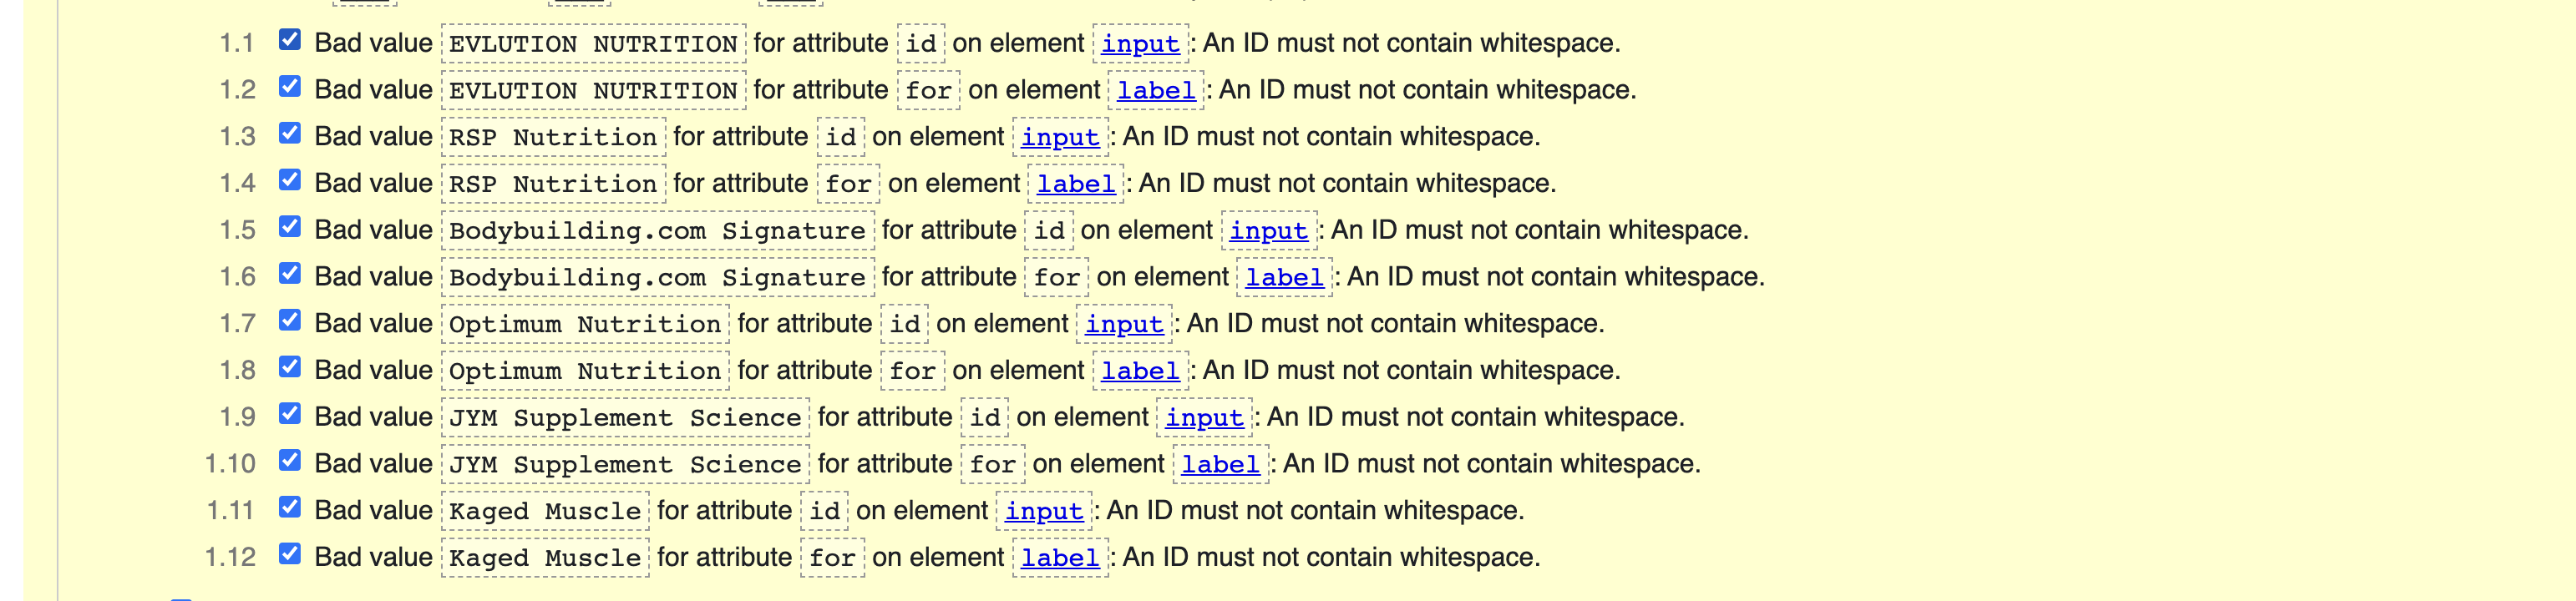 1.1 Bad value EVLUTION NUTRITION for attribute id on element input: An ID must not contain whitespace.
1.2 Bad value EVLUTION NUTRITION for attribute for on element label: An ID must not contain whitespace.
1.3 Bad value RSP Nutrition for attribute id on element input: An ID must not contain whitespace.
1.4 Bad value RSP Nutrition for attribute for on element label: An ID must not contain whitespace.
1.5 Bad value Bodybuilding.com Signature for attribute id on element input: An ID must not contain whitespace.
1.6 Bad value Bodybuilding.com Signature for attribute for on element label: An ID must not contain whitespace.
1.7 Bad value Optimum Nutrition for attribute id on element input: An ID must not contain whitespace.
1.8 Bad value Optimum Nutrition for attribute for on element label: An ID must not contain whitespace.
1.9 Bad value JYM Supplement Science for attribute id on element input: An ID must not contain whitespace.
1.10 Bad value JYM Supplement Science for attribute for on element label: An ID must not contain whitespace.
1.11 Bad value Kaged Muscle for attribute id on element input: An ID must not contain whitespace.
1.12 Bad value Kaged Muscle for attribute for on element label: An ID must not contain whitespace.